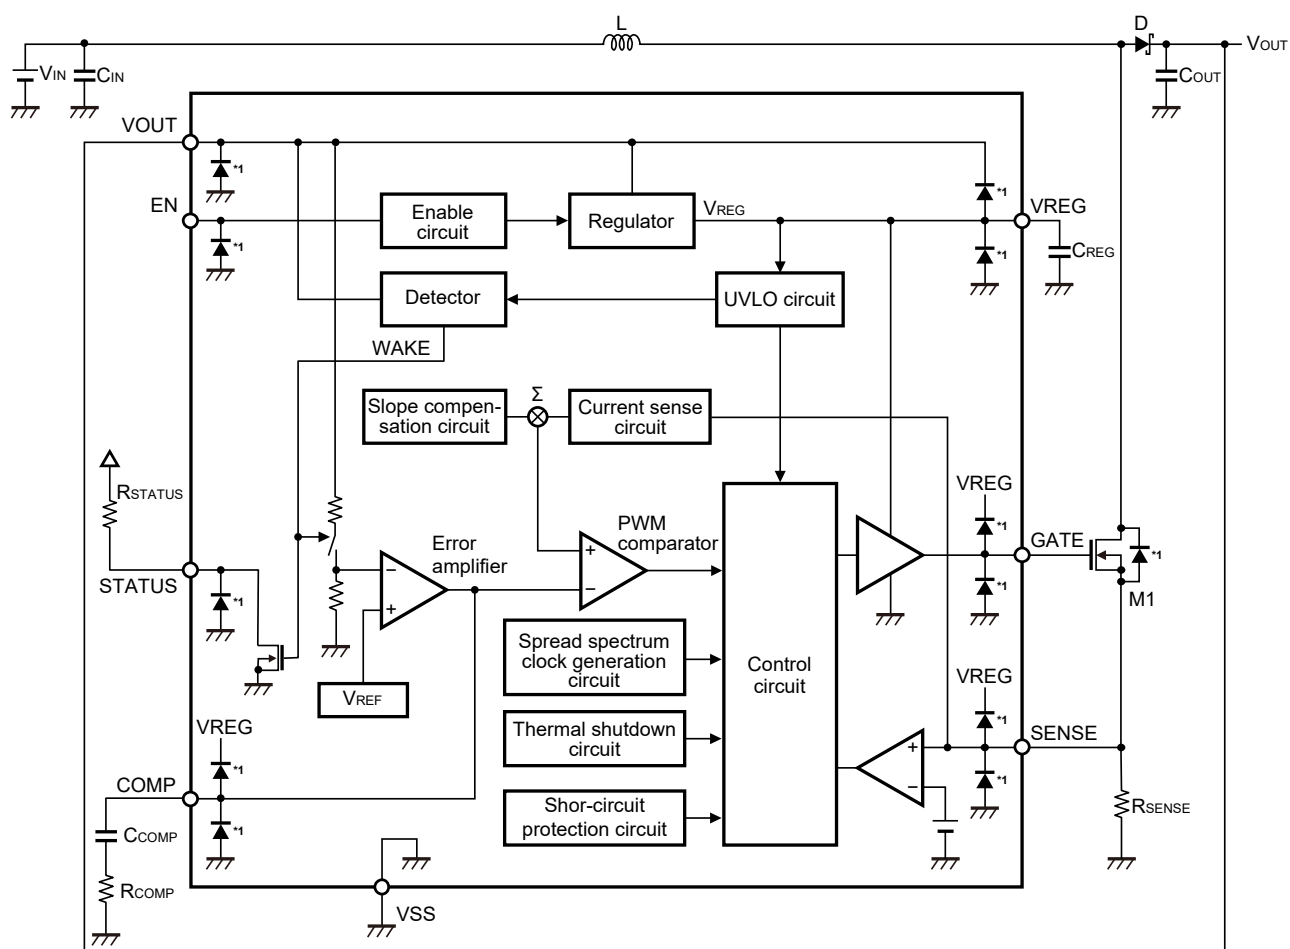 L
D
VOUT
VIN
CIN
COUT
VOUT
*1
EN
*1
Enable
circuit
Regulator
VREG
*1
VREG
*1
CREG
Detector
UVLO circuit
WAKE
Slope compen-
sation circuit
Σ
Current sense
circuit
RSTATUS
STATUS
*1
Error
amplifier
−
+
VREF
PWM
comparator
+
−
VREG
*1
GATE
*1
*1
M1
Spread spectrum
clock generation
circuit
Control
circuit
Thermal shutdown
circuit
Shor-circuit
protection circuit
VREG
*1
SENSE
*1
+
−
RSENSE
VREG
*1
COMP
*1
CCOMP
RCOMP
VSS